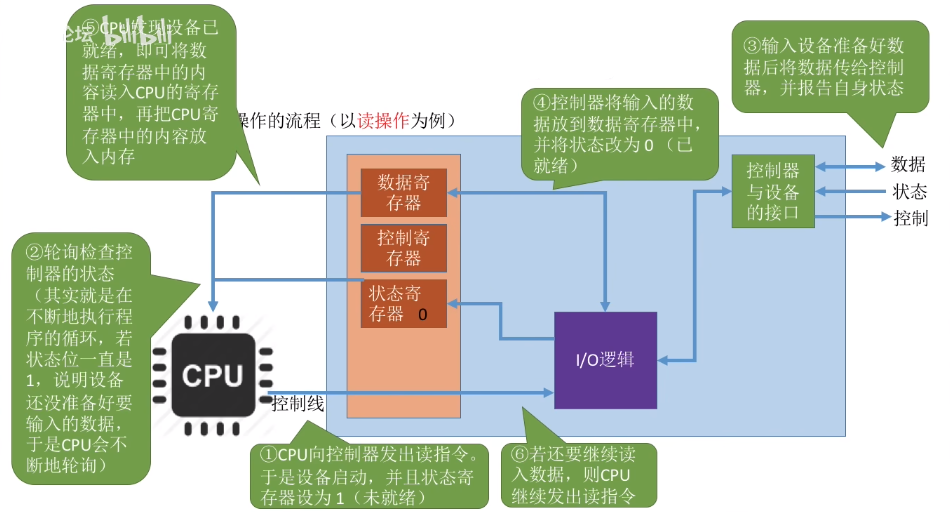 论坛 bilibili
⑤CPU发现设备已
就绪，即可将数
据寄存器中的内
容读入CPU的寄存
器中，再把CPU寄
存器中的内容放
入内存
操作的流程（以读操作为例）
④控制器将输入的数
据放到数据寄存器中，
并将状态改为 0 （已
就绪）
③输入设备准备好数
据后将数据传给控制
器，并报告自身状态
数据寄
存器
控制寄
存器
状态寄
存器 0
控制器
与设备
的接口
数据
状态
控制
②轮询检查控
制器的状态
（其实就是在
不断地执行程
序的循环，若
状态位一直是
1，说明设备
还没准备好要
输入的数据，
于是CPU会不
断地轮询）
CPU
I/O逻辑
控制线
①CPU向控制器发出读指令。
于是设备启动，并且状态寄
存器设为 1（未就绪）
⑥若还要继续读
入数据，则CPU
继续发出读指令